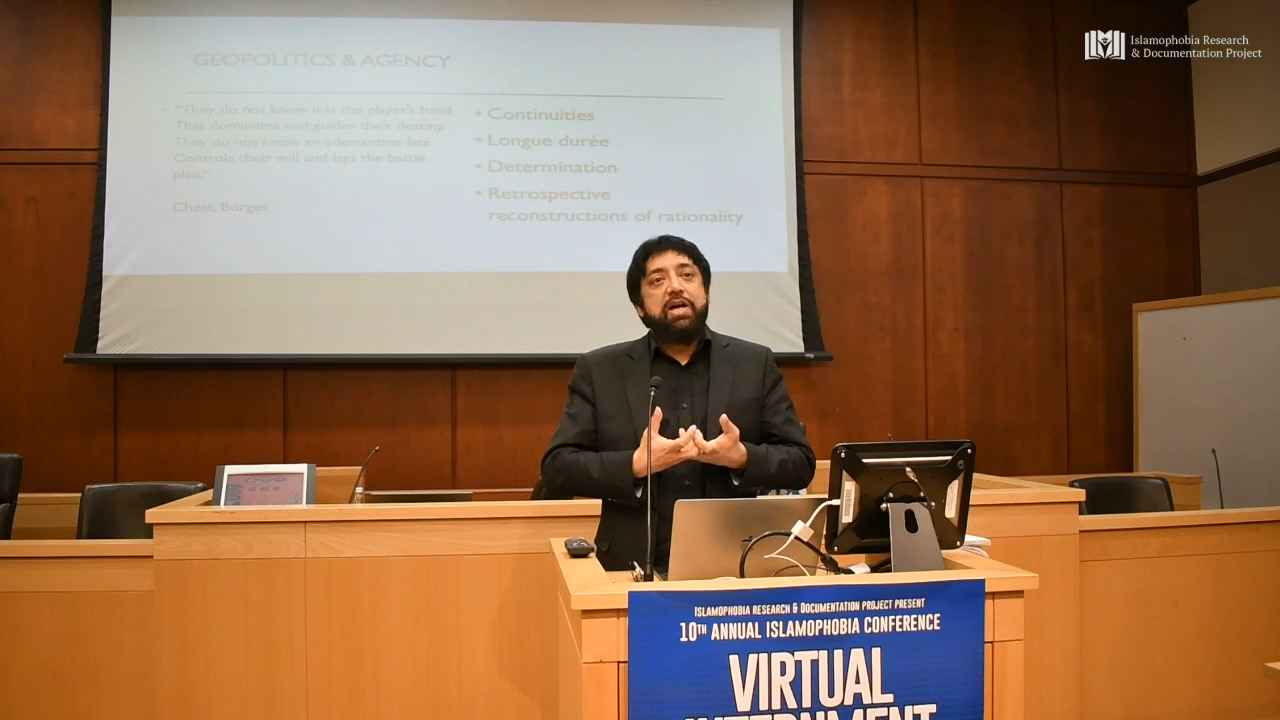 Islamophobia Research
& Documentation Project
GEOPOLITICS & AGENCY
• "They do not know it is the player's hand
That dominates and guides their destiny.
They do not know an adamantine fate
Controls their will and lays the battle
plan."
Chess, Borges
• Continuities
• Longue durée
• Determination
• Retrospective
reconstructions of rationality
ISLAMOPHOBIA RESEARCH & DOCUMENTATION PROJECT PRESENT
10TH ANNUAL ISLAMOPHOBIA CONFERENCE
VIRTUAL
INTERNMENT